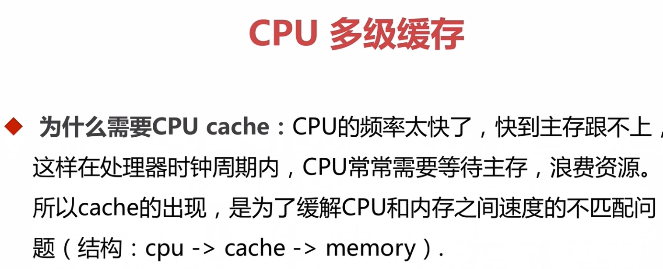 CPU 多级缓存
为什么需要CPU cache：CPU的频率太快了，快到主存跟不上，
这样在处理器时钟周期内，CPU常常需要等待主存，浪费资源。
所以cache的出现，是为了缓解CPU和内存之间速度的不匹配问
题（结构：cpu -> cache -> memory）.